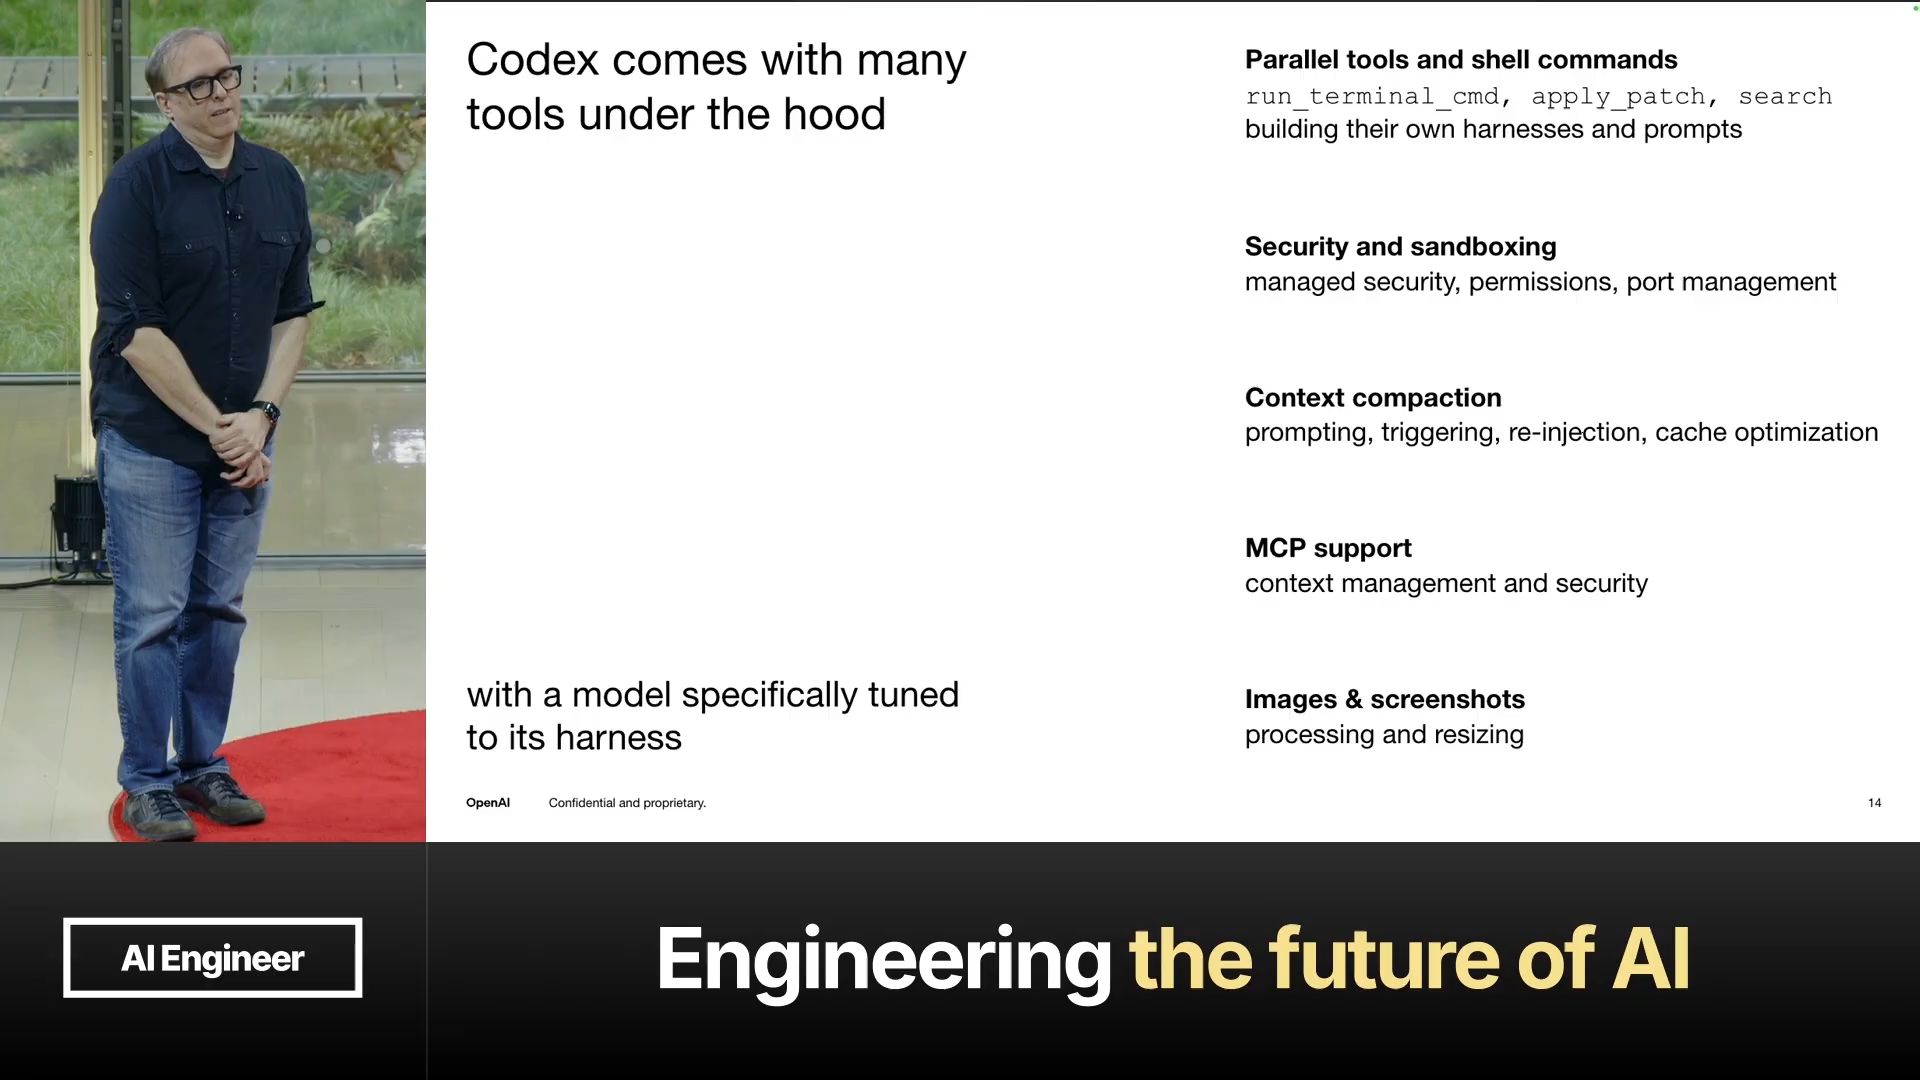 Codex comes with many
tools under the hood
with a model specifically tuned
to its harness
Parallel tools and shell commands
run_terminal_cmd, apply_patch, search
building their own harnesses and prompts
Security and sandboxing
managed security, permissions, port management
Context compaction
prompting, triggering, re-injection, cache optimization
MCP support
context management and security
Images & screenshots
processing and resizing
OpenAI Confidential and proprietary. 14
AI Engineer
Engineering the future of AI